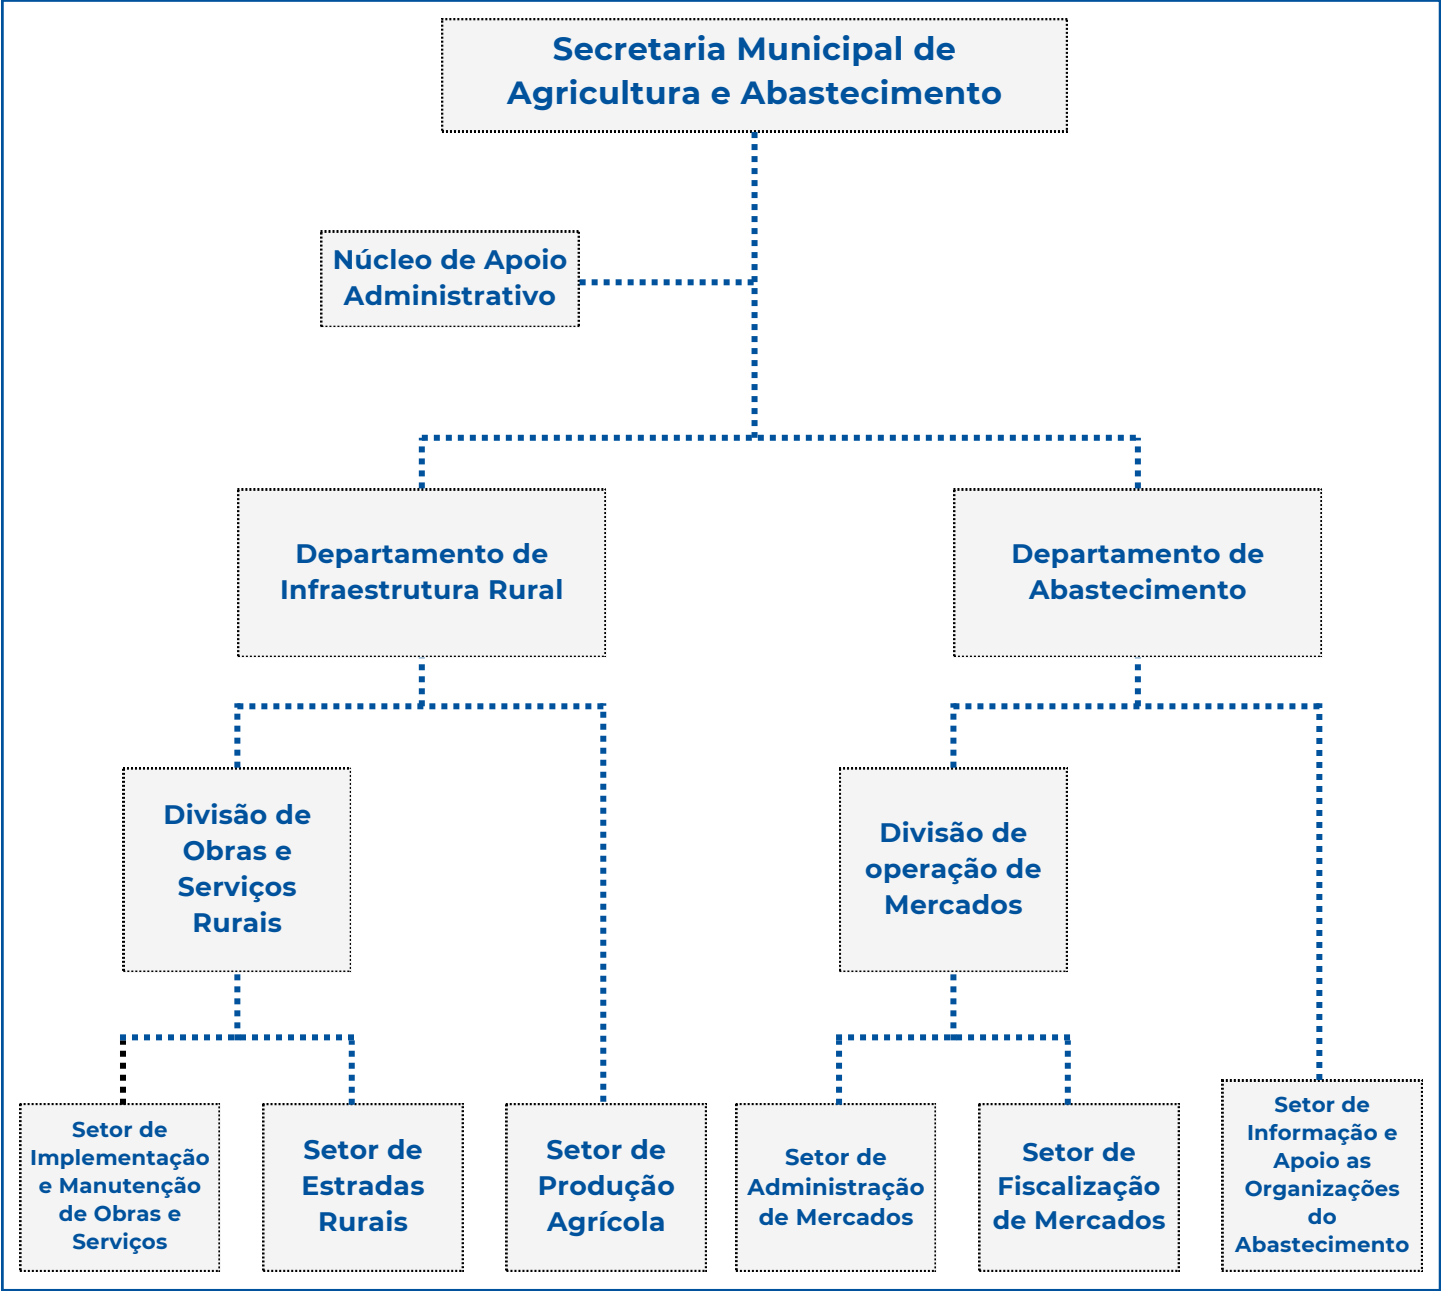 Secretaria Municipal de
Agricultura e Abastecimento
Núcleo de Apoio
Administrativo
Departamento de
Infraestrutura Rural
Departamento de
Abastecimento
Divisão de
Obras e
Serviços
Rurais
Divisão de
operação de
Mercados
Setor de
Implementação
e Manutenção
de Obras e
Serviços
Setor de
Estradas
Rurais
Setor de
Produção
Agrícola
Setor de
Administração
de Mercados
Setor de
Fiscalização
de Mercados
Setor de
Informação e
Apoio as
Organizações
do
Abastecimento